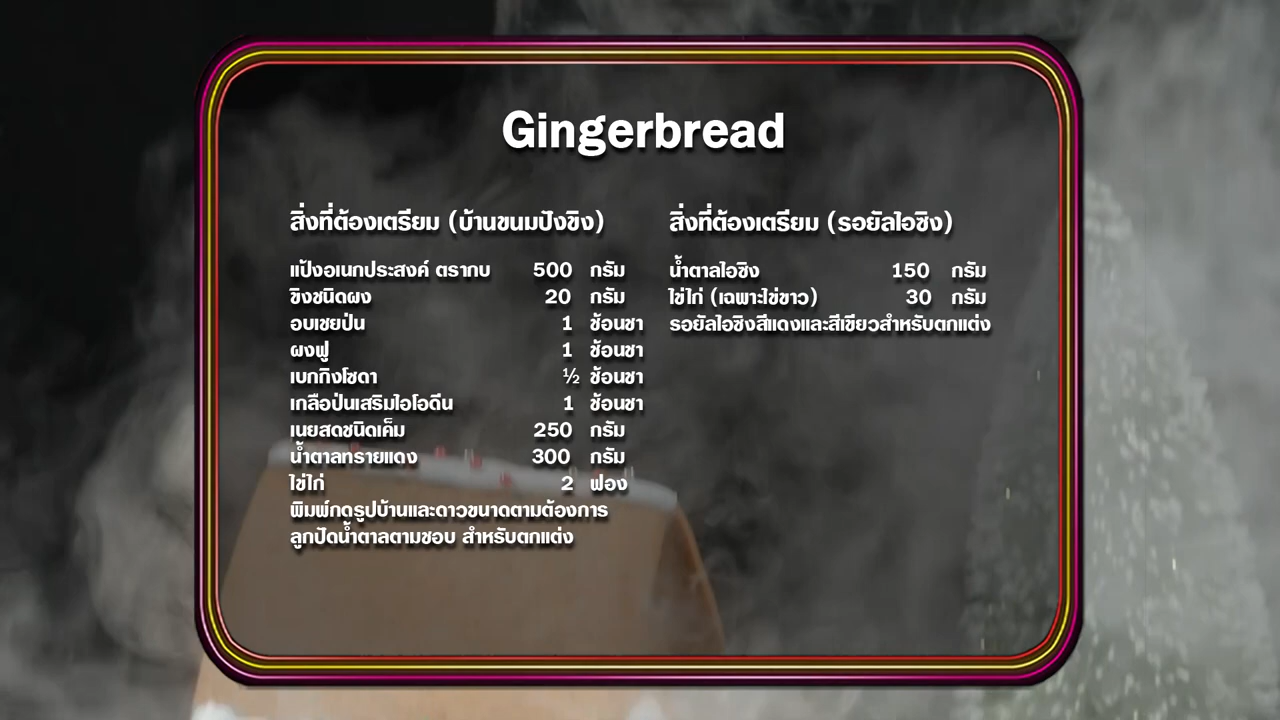 Gingerbread
สิ่งที่ต้องเตรียม (บ้านขนมปังขิง)
แป้งอเนกประสงค์ ตรากบ 500 กรัม
ขิงชนิดผง 20 กรัม
อบเชยป่น 1 ช้อนชา
ผงฟู 1 ช้อนชา
เบกกิ้งโซดา ½ ช้อนชา
เกลือป่นเสริมไอโอดีน 1 ช้อนชา
เนยสดชนิดเค็ม 250 กรัม
น้ำตาลทรายแดง 300 กรัม
ไข่ไก่ 2 ฟอง
พิมพ์กดรูปบ้านและดาวขนาดตามต้องการ
ลูกปัดน้ำตาลตามชอบ สำหรับตกแต่ง
สิ่งที่ต้องเตรียม (รอยัลไอซิง)
น้ำตาลไอซิง 150 กรัม
ไข่ไก่ (เฉพาะไข่ขาว) 30 กรัม
รอยัลไอซิงสีแดงและสีเขียวสำหรับตกแต่ง